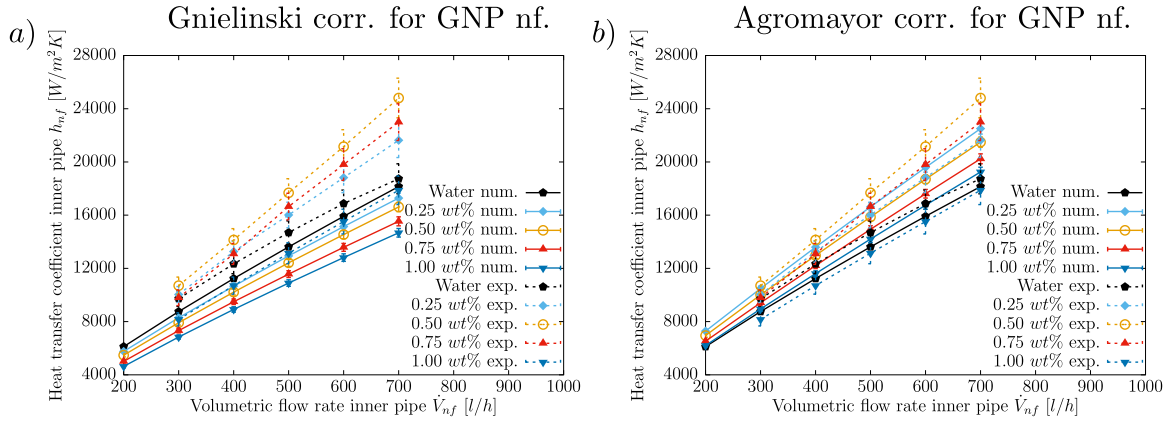 Gnielinski corr. for GNP nf.
a)
Heat transfer coefficient inner pipe h_{nf} [W/m^2K]
28000
24000
20000
16000
12000
8000
4000
200 300 400 500 600 700 800 900 1000
Volumetric flow rate inner pipe V̇_{nf} [l/h]
Water num.
0.25 wt% num.
0.50 wt% num.
0.75 wt% num.
1.00 wt% num.
Water exp.
0.25 wt% exp.
0.50 wt% exp.
0.75 wt% exp.
1.00 wt% exp.
Agromayor corr. for GNP nf.
b)
Heat transfer coefficient inner pipe h_{nf} [W/m^2K]
28000
24000
20000
16000
12000
8000
4000
200 300 400 500 600 700 800 900 1000
Volumetric flow rate inner pipe V̇_{nf} [l/h]
Water num.
0.25 wt% num.
0.50 wt% num.
0.75 wt% num.
1.00 wt% num.
Water exp.
0.25 wt% exp.
0.50 wt% exp.
0.75 wt% exp.
1.00 wt% exp.